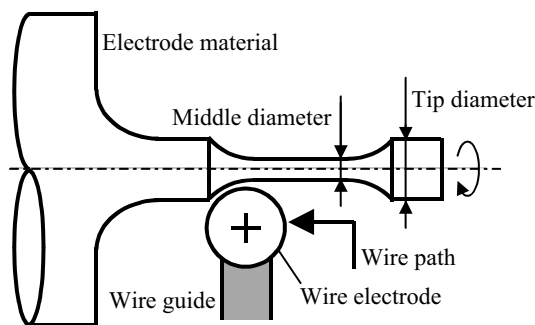 Electrode material
Middle diameter
Tip diameter
Wire path
Wire guide
Wire electrode